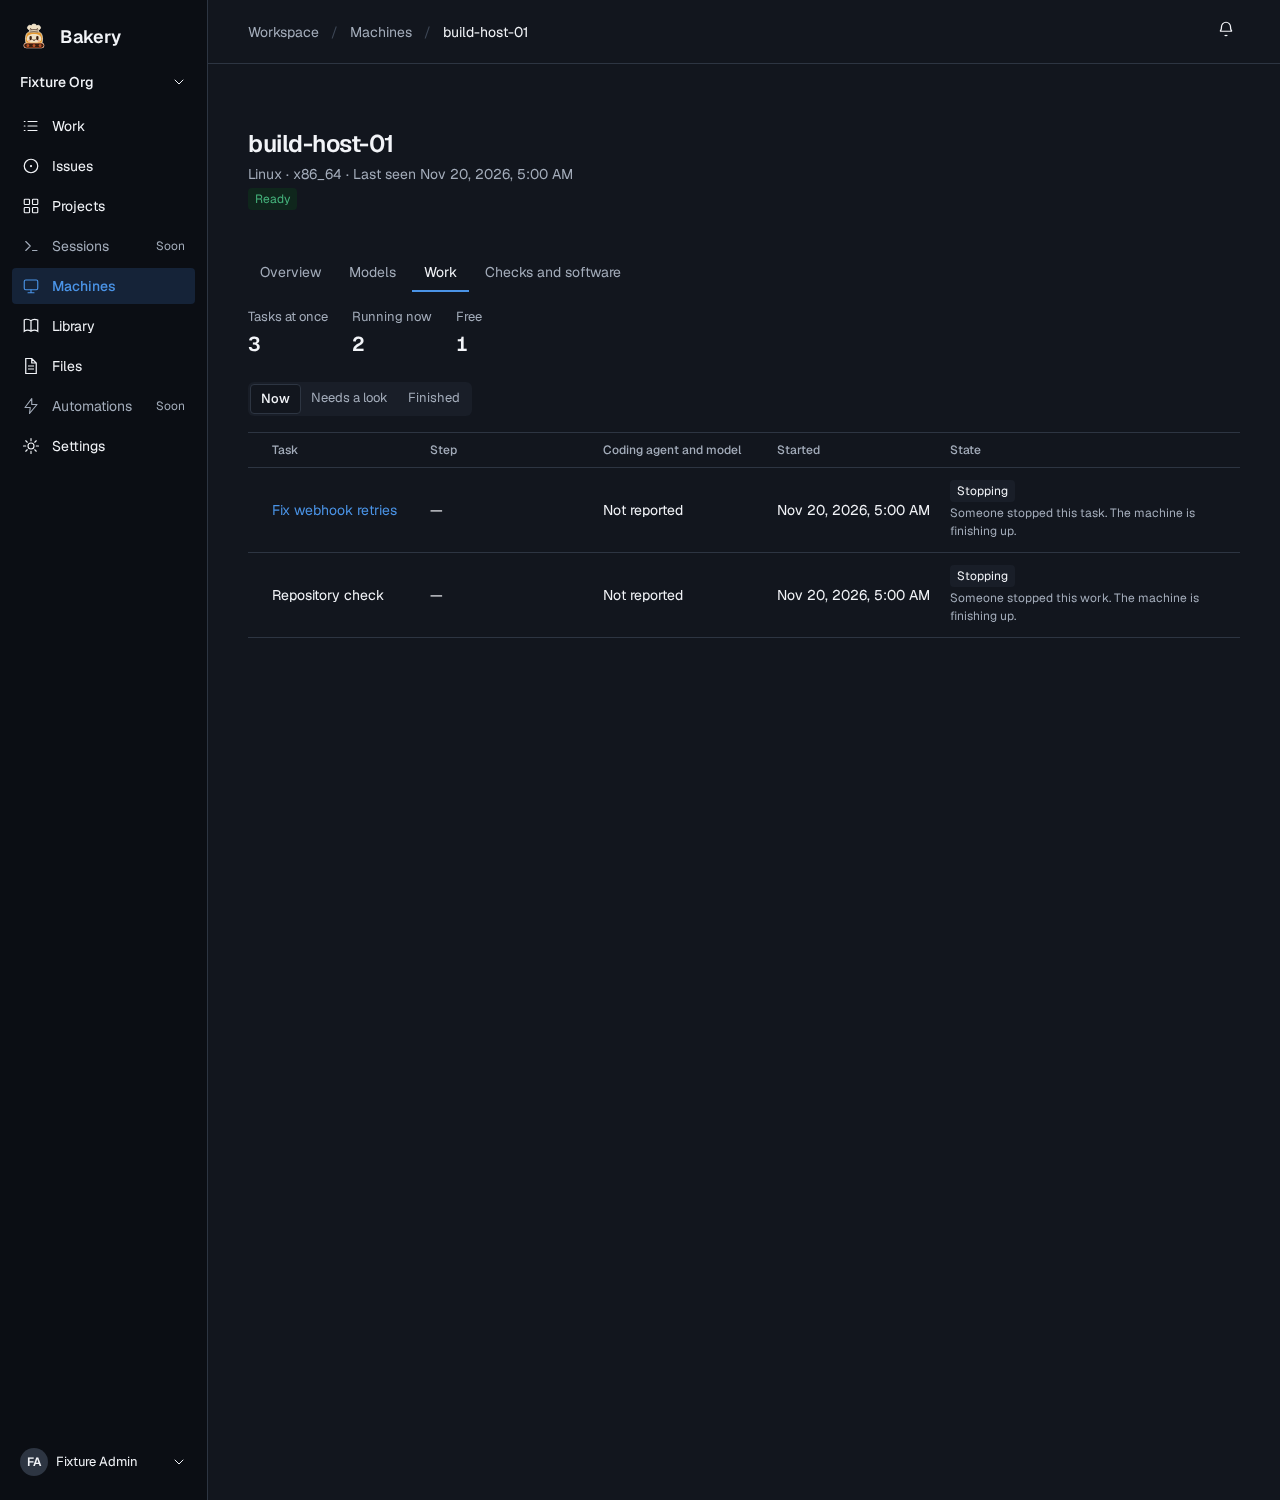 Bakery
Fixture Org
Work
Issues
Projects
Sessions Soon
Machines
Library
Files
Automations Soon
Settings
FA Fixture Admin
Workspace / Machines / build-host-01
build-host-01
Linux · x86_64 · Last seen Nov 20, 2026, 5:00 AM
Ready
Overview Models Work Checks and software
Tasks at once Running now Free
3 2 1
Now Needs a look Finished
Task Step Coding agent and model Started State
Fix webhook retries — Not reported Nov 20, 2026, 5:00 AM Stopping
Someone stopped this task. The machine is
finishing up.
Repository check — Not reported Nov 20, 2026, 5:00 AM Stopping
Someone stopped this work. The machine is
finishing up.